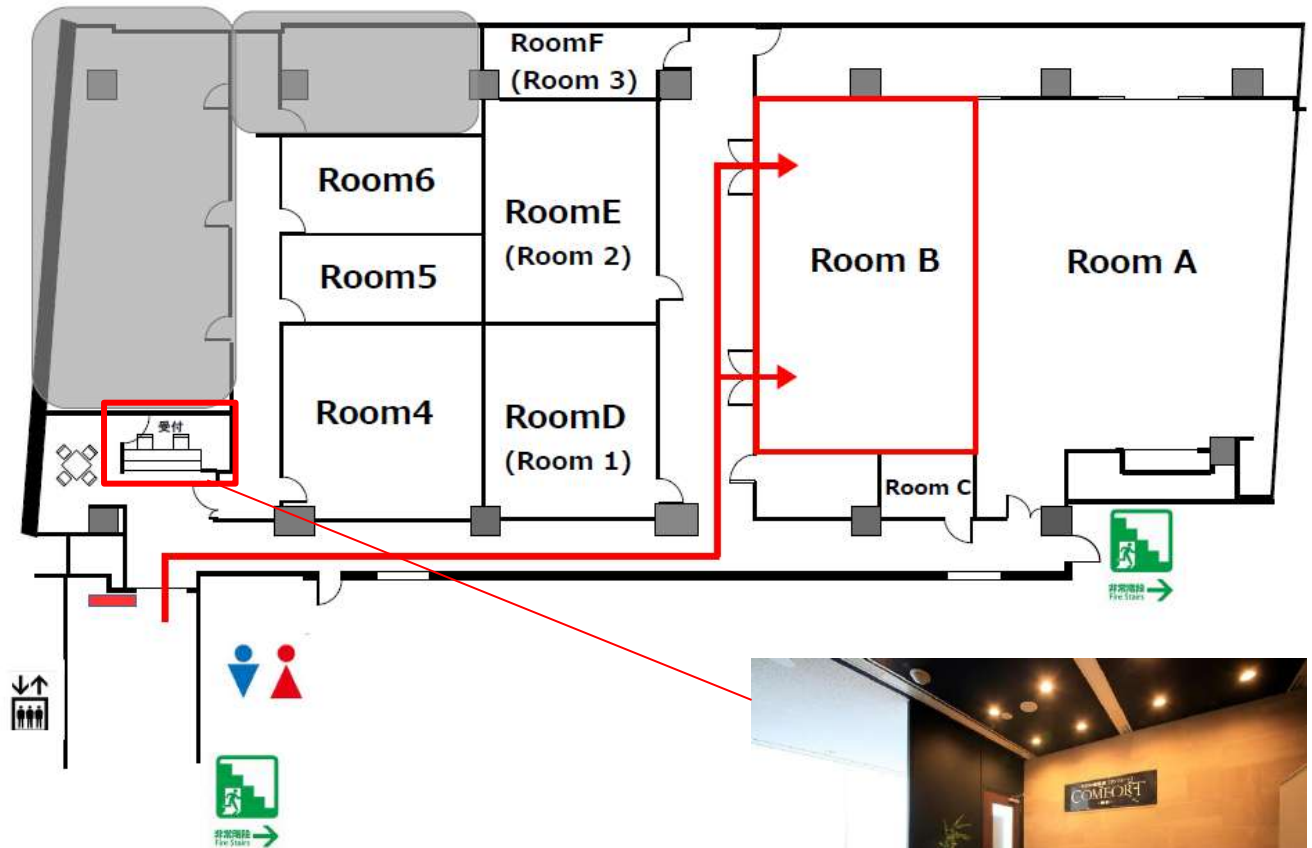 RoomF
(Room 3)
Room6
RoomE
(Room 2)
Room5
Room B
Room A
Room4
RoomD
(Room 1)
受付
Room C
非常階段
Fire Stairs
非常階段
Fire Stairs
COMFORT